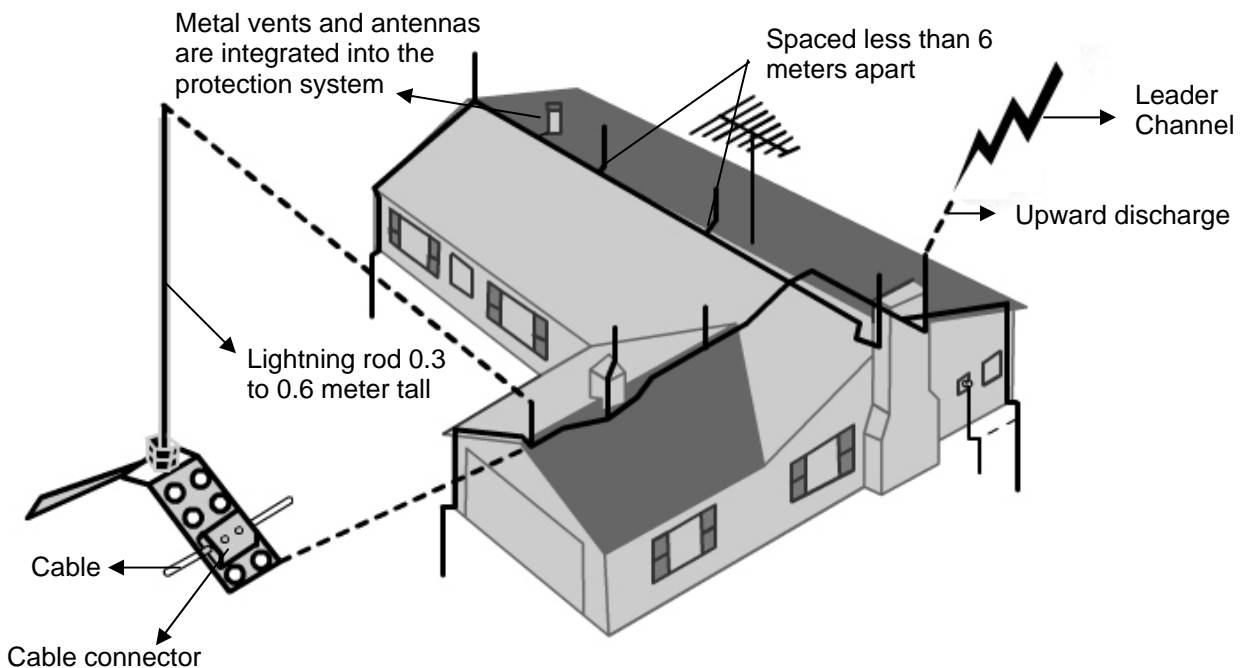 Metal vents and antennas
are integrated into the
protection system
Spaced less than 6
meters apart
Leader
Channel
Upward discharge
Lightning rod 0.3
to 0.6 meter tall
Cable
Cable connector